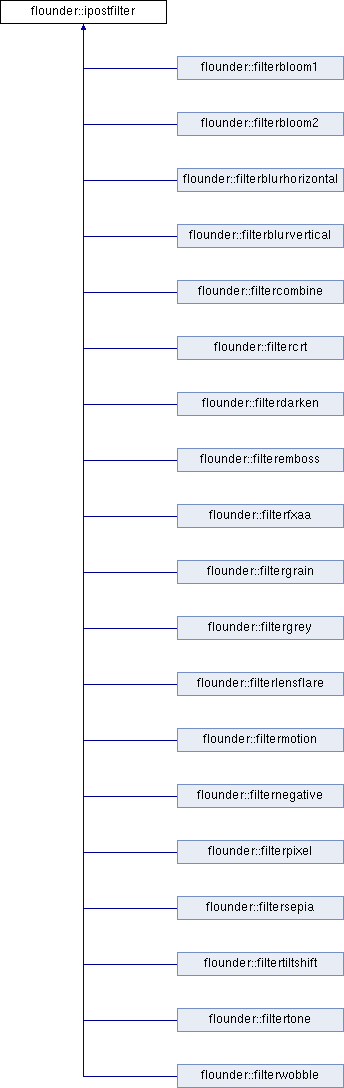 flounder::ipostfilter
flounder::filterbloom1
flounder::filterbloom2
flounder::filterblurhorizontal
flounder::filterblurvertical
flounder::filtercombine
flounder::filtercrt
flounder::filterdarken
flounder::filteremboss
flounder::filterfxaa
flounder::filtergrain
flounder::filtergrey
flounder::filterlensflare
flounder::filtermotion
flounder::filternegative
flounder::filterpixel
flounder::filtersepia
flounder::filtertiltshift
flounder::filtertone
flounder::filterwobble